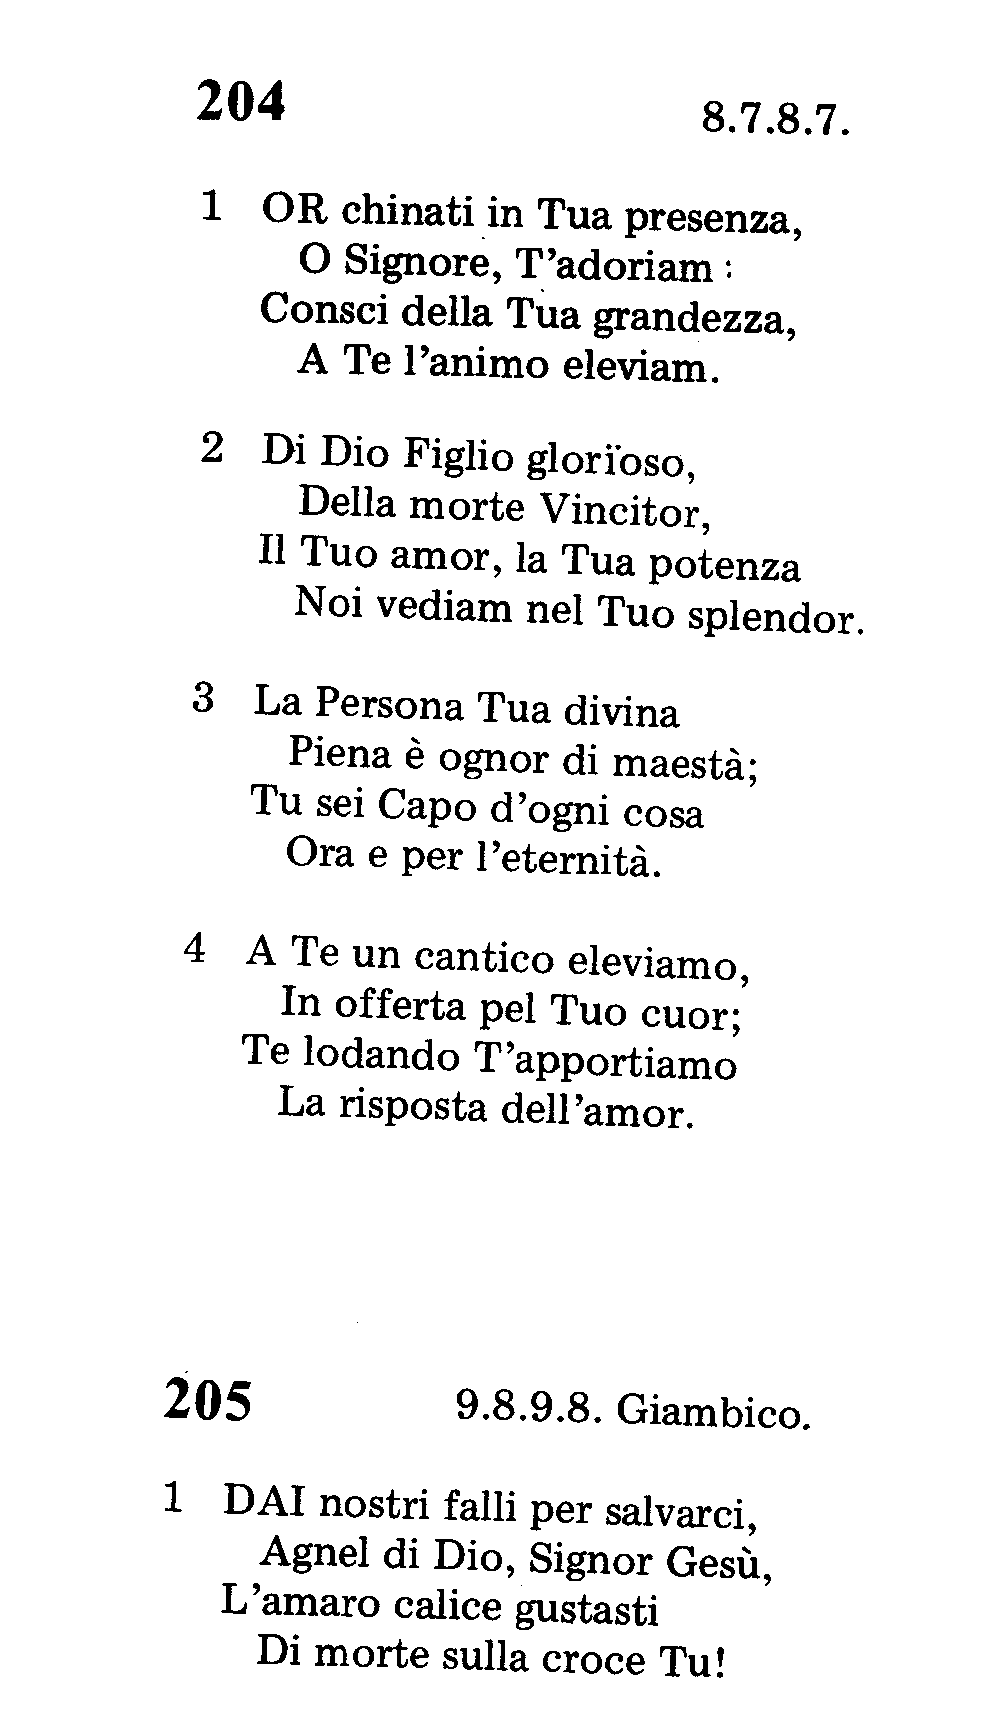 204 8.7.8.7.
1 OR chinati in Tua presenza,
O Signore, T'adoriam :
Consci della Tua grandezza,
A Te l'animo eleviam.
2 Di Dio Figlio glorïoso,
Della morte Vincitor,
Il Tuo amor, la Tua potenza
Noi vediam nel Tuo splendor.
3 La Persona Tua divina
Piena è ognor di maestà;
Tu sei Capo d'ogni cosa
Ora e per l'eternità.
4 A Te un cantico eleviamo,
In offerta pel Tuo cuor;
Te lodando T'apportiamo
La risposta dell'amor.
205 9.8.9.8. Giambico.
1 DAI nostri falli per salvarci,
Agnel di Dio, Signor Gesù,
L'amaro calice gustasti
Di morte sulla croce Tu!